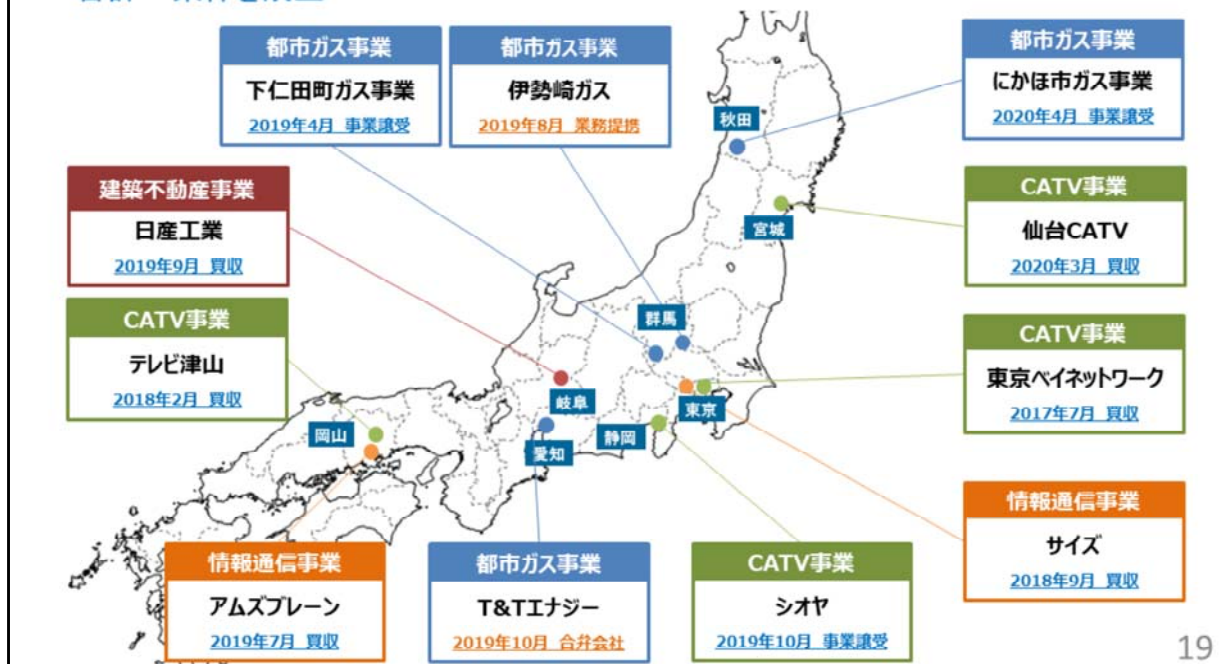 都市ガス事業
下仁田町ガス事業
2019年4月 事業譲受
都市ガス事業
伊勢崎ガス
2019年8月 業務提携
都市ガス事業
にかほ市ガス事業
2020年4月 事業譲受
建築不動産事業
日産工業
2019年9月 買収
CATV事業
仙台CATV
2020年3月 買収
CATV事業
テレビ津山
2018年2月 買収
CATV事業
東京ベイネットワーク
2017年7月 買収
秋田
宮城
群馬
岐阜
東京
岡山
愛知
静岡
情報通信事業
アムズブレーン
2019年7月 買収
都市ガス事業
T&Tエナジー
2019年10月 合弁会社
CATV事業
シオヤ
2019年10月 事業譲受
情報通信事業
サイズ
2018年9月 買収
19